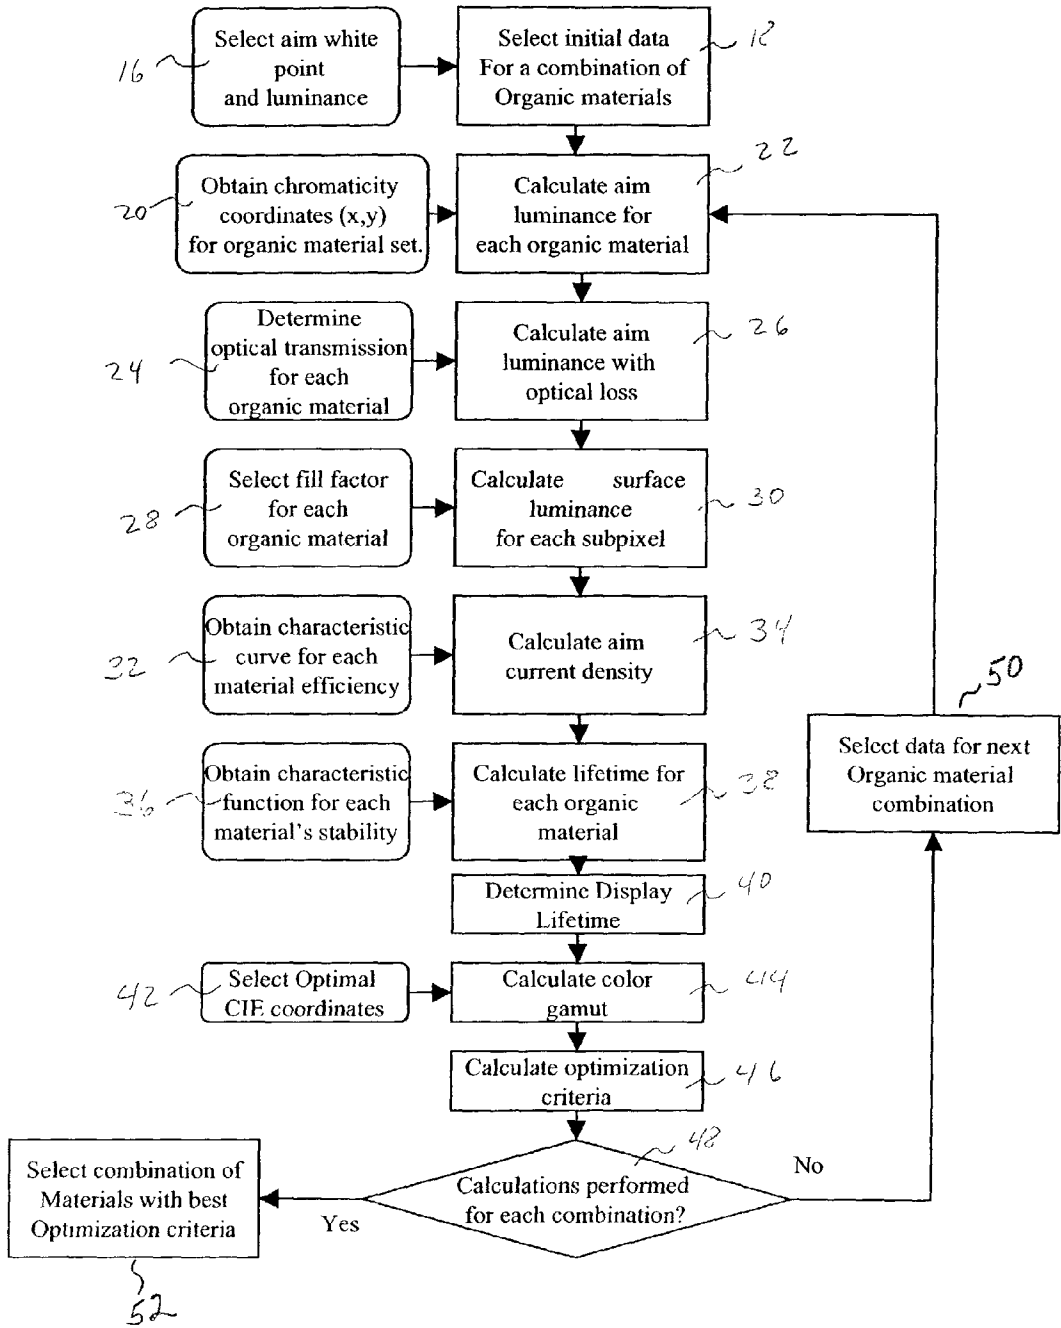 16
Select aim white
point
and luminance
Select initial data
For a combination of
Organic materials
18
20
Obtain chromaticity
coordinates (x,y)
for organic material set.
Calculate aim
luminance for
each organic material
22
24
Determine
optical transmission
for each
organic material
Calculate aim
luminance with
optical loss
26
28
Select fill factor
for each
organic material
Calculate surface
luminance
for each subpixel
30
32
Obtain characteristic
curve for each
material efficiency
Calculate aim
current density
34
36
Obtain characteristic
function for each
material's stability
Calculate lifetime for
each organic
material
38
50
Select data for next
Organic material
combination
Determine Display
Lifetime
40
42
Select Optimal
CIE coordinates
Calculate color
gamut
44
Calculate optimization
criteria
46
48
Calculations performed
for each combination?
No
Yes
Select combination of
Materials with best
Optimization criteria
52